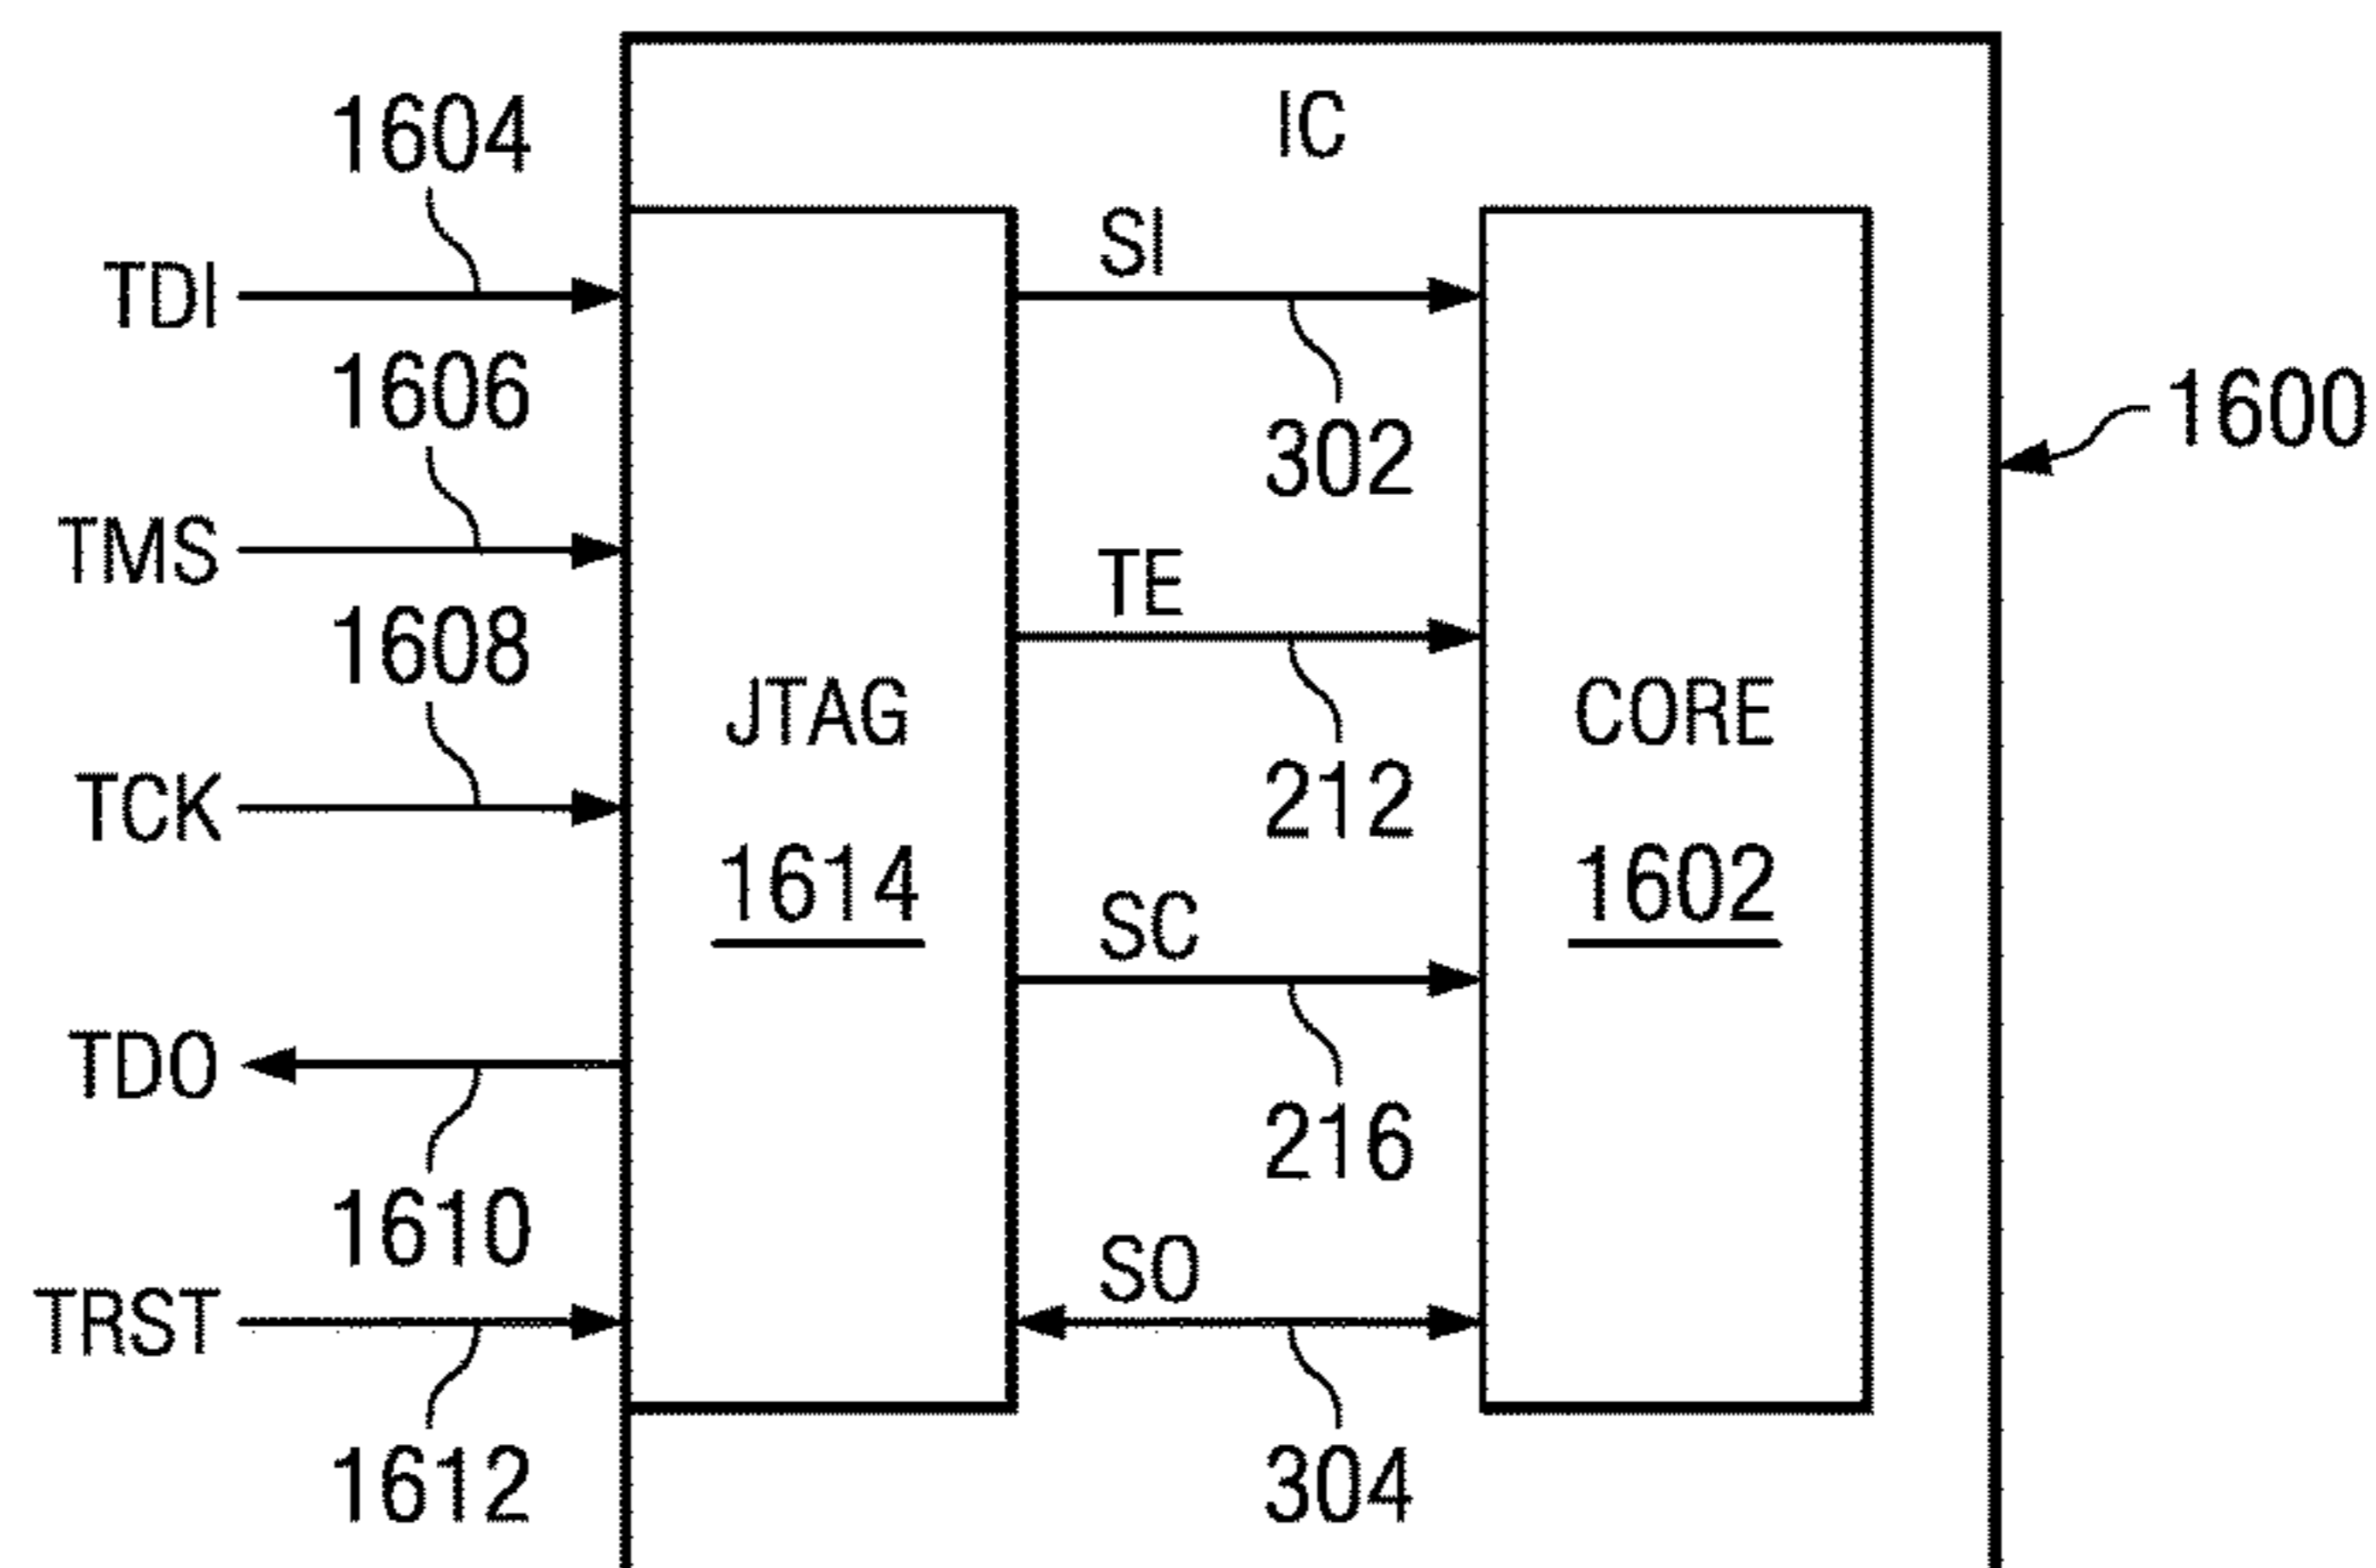 IC
1604
TDI
SI
302
1600
1606
TMS
TE
212
1608
TCK
JTAG
1614
CORE
1602
SC
216
TDO
1610
SO
304
TRST
1612